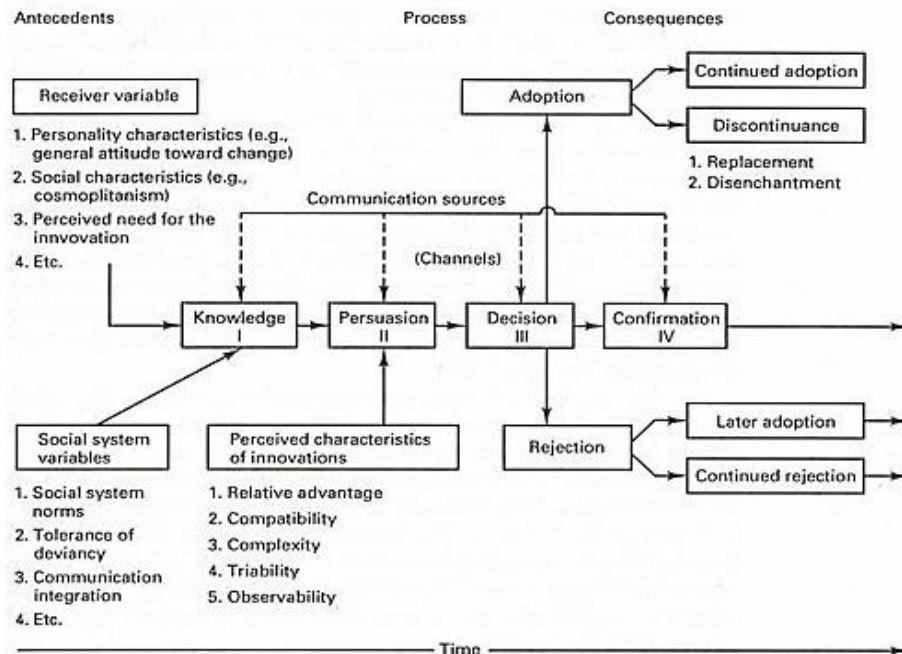 Antecedents
Process
Consequences
Receiver variable
1. Personality characteristics (e.g.,
general attitude toward change)
2. Social characteristics (e.g.,
cosmoplitanism)
3. Perceived need for the
innvovation
4. Etc.
Adoption
Continued adoption
Discontinuance
1. Replacement
2. Disenchantment
Communication sources
(Channels)
Knowledge
I
Persuasion
II
Decision
III
Confirmation
IV
Social system
variables
1. Social system
norms
2. Tolerance of
deviancy
3. Communication
integration
4. Etc.
Perceived characteristics
of innovations
1. Relative advantage
2. Compatibility
3. Complexity
4. Triability
5. Observability
Rejection
Later adoption
Continued rejection
Time